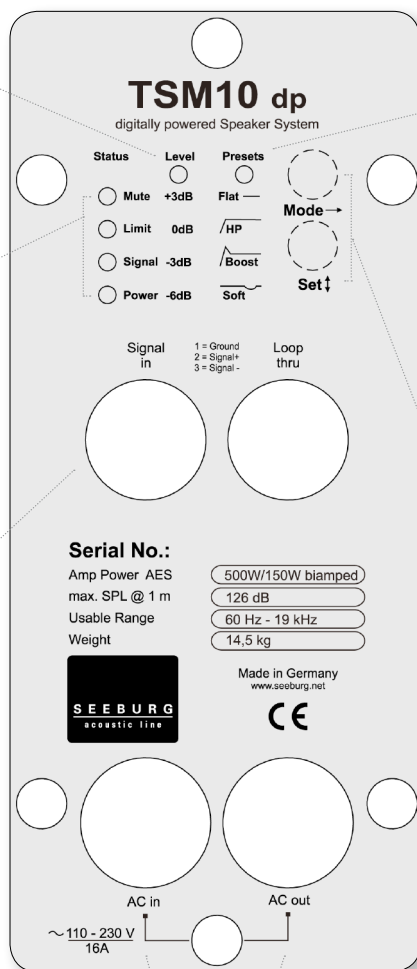 TSM10 dp
digitally powered Speaker System
Status Level Presets
Mute +3dB Flat
Mode
Limit 0dB HP
Signal -3dB Boost
Set
Power -6dB Soft
Signal in
1 = Ground
2 = Signal+
3 = Signal -
Loop thru
Serial No.:
Amp Power AES 500W/150W biamped
max. SPL @ 1 m 126 dB
Usable Range 60 Hz - 19 kHz
Weight 14,5 kg
SEEBURG
acoustic line
Made in Germany
www.seeburg.net
CE
AC in AC out
~ 110 - 230 V
16A